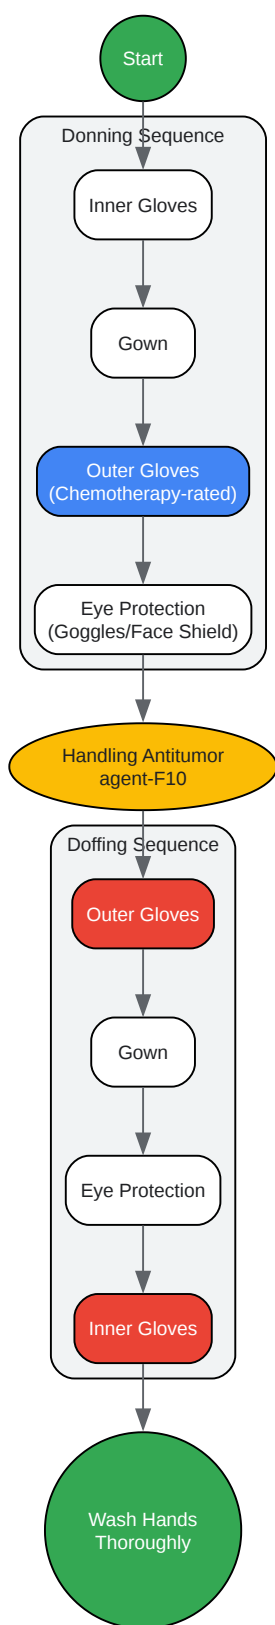 Start
Donning Sequence
Inner Gloves
Gown
Outer Gloves
(Chemotherapy-rated)
Eye Protection
(Goggles/Face Shield)
Handling Antitumor
agent-F10
Doffing Sequence
Outer Gloves
Gown
Eye Protection
Inner Gloves
Wash Hands
Thoroughly